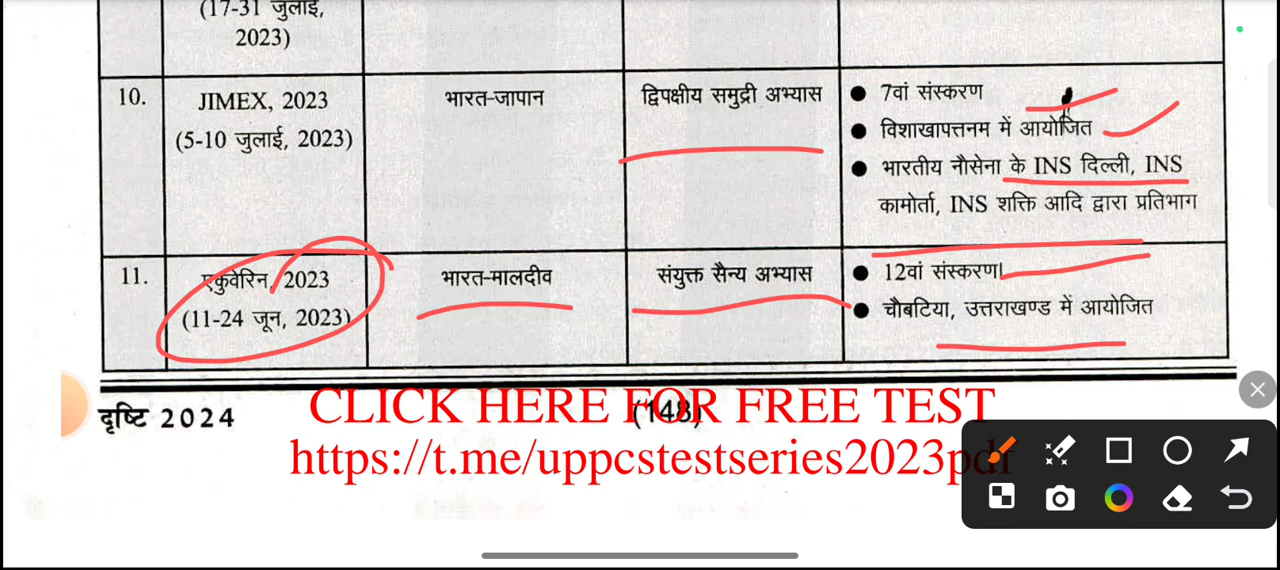 (17-31 जुलाई,
2023)
10.
JIMEX, 2023
(5-10 जुलाई, 2023)
भारत-जापान
द्विपक्षीय समुद्री अभ्यास
● 7वां संस्करण
● विशाखापत्तनम में आयोजित
● भारतीय नौसेना के INS दिल्ली, INS
कामोर्ता, INS शक्ति आदि द्वारा प्रतिभाग
11.
एकुवेरिन, 2023
(11-24 जून, 2023)
भारत-मालदीव
संयुक्त सैन्य अभ्यास
● 12वां संस्करण।
● चौबटिया, उत्तराखण्ड में आयोजित
दृष्टि 2024
(148)
CLICK HERE FOR FREE TEST
https://t.me/uppcstestseries2023pdf